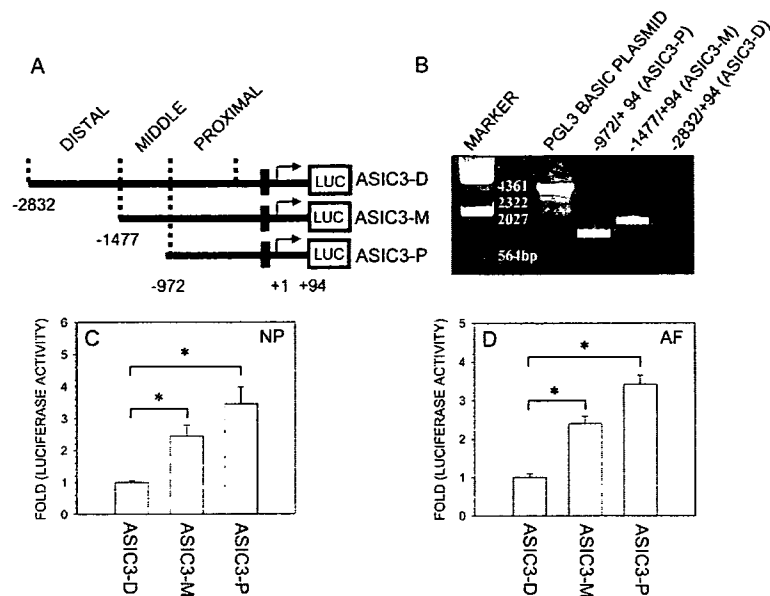 A
DISTAL
MIDDLE
PROXIMAL
LUC ASIC3-D
-2832
LUC ASIC3-M
-1477
LUC ASIC3-P
-972 +1 +94
B
MARKER
PGL3 BASIC PLASMID
-972/+ 94 (ASIC3-P)
-1477/+94 (ASIC3-M)
-2832/+94 (ASIC3-D)
4361
2322
2027
564bp
C NP
FOLD (LUCIFERASE ACTIVITY)
6
5
4
3
2
1
0
*
*
ASIC3-D
ASIC3-M
ASIC3-P
D AF
FOLD (LUCIFERASE ACTIVITY)
5
4
3
2
1
0
*
*
ASIC3-D
ASIC3-M
ASIC3-P